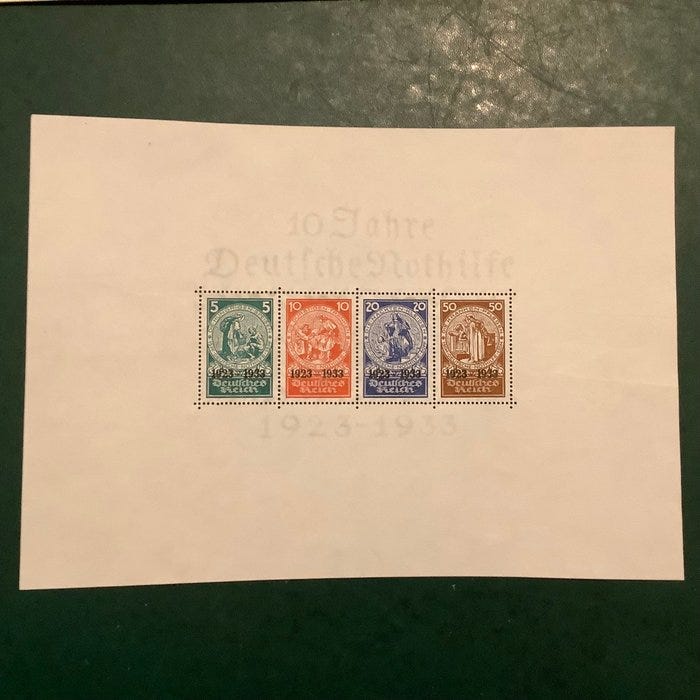 10 Jahre
Deutsche Nothilfe
5 5
1923-1933
Deutsches
Reich
10 10
1923-1933
Deutsches
Reich
20 20
1923-1933
Deutsches
Reich
50 50
1923-1933
Deutsches
Reich
1923-1933